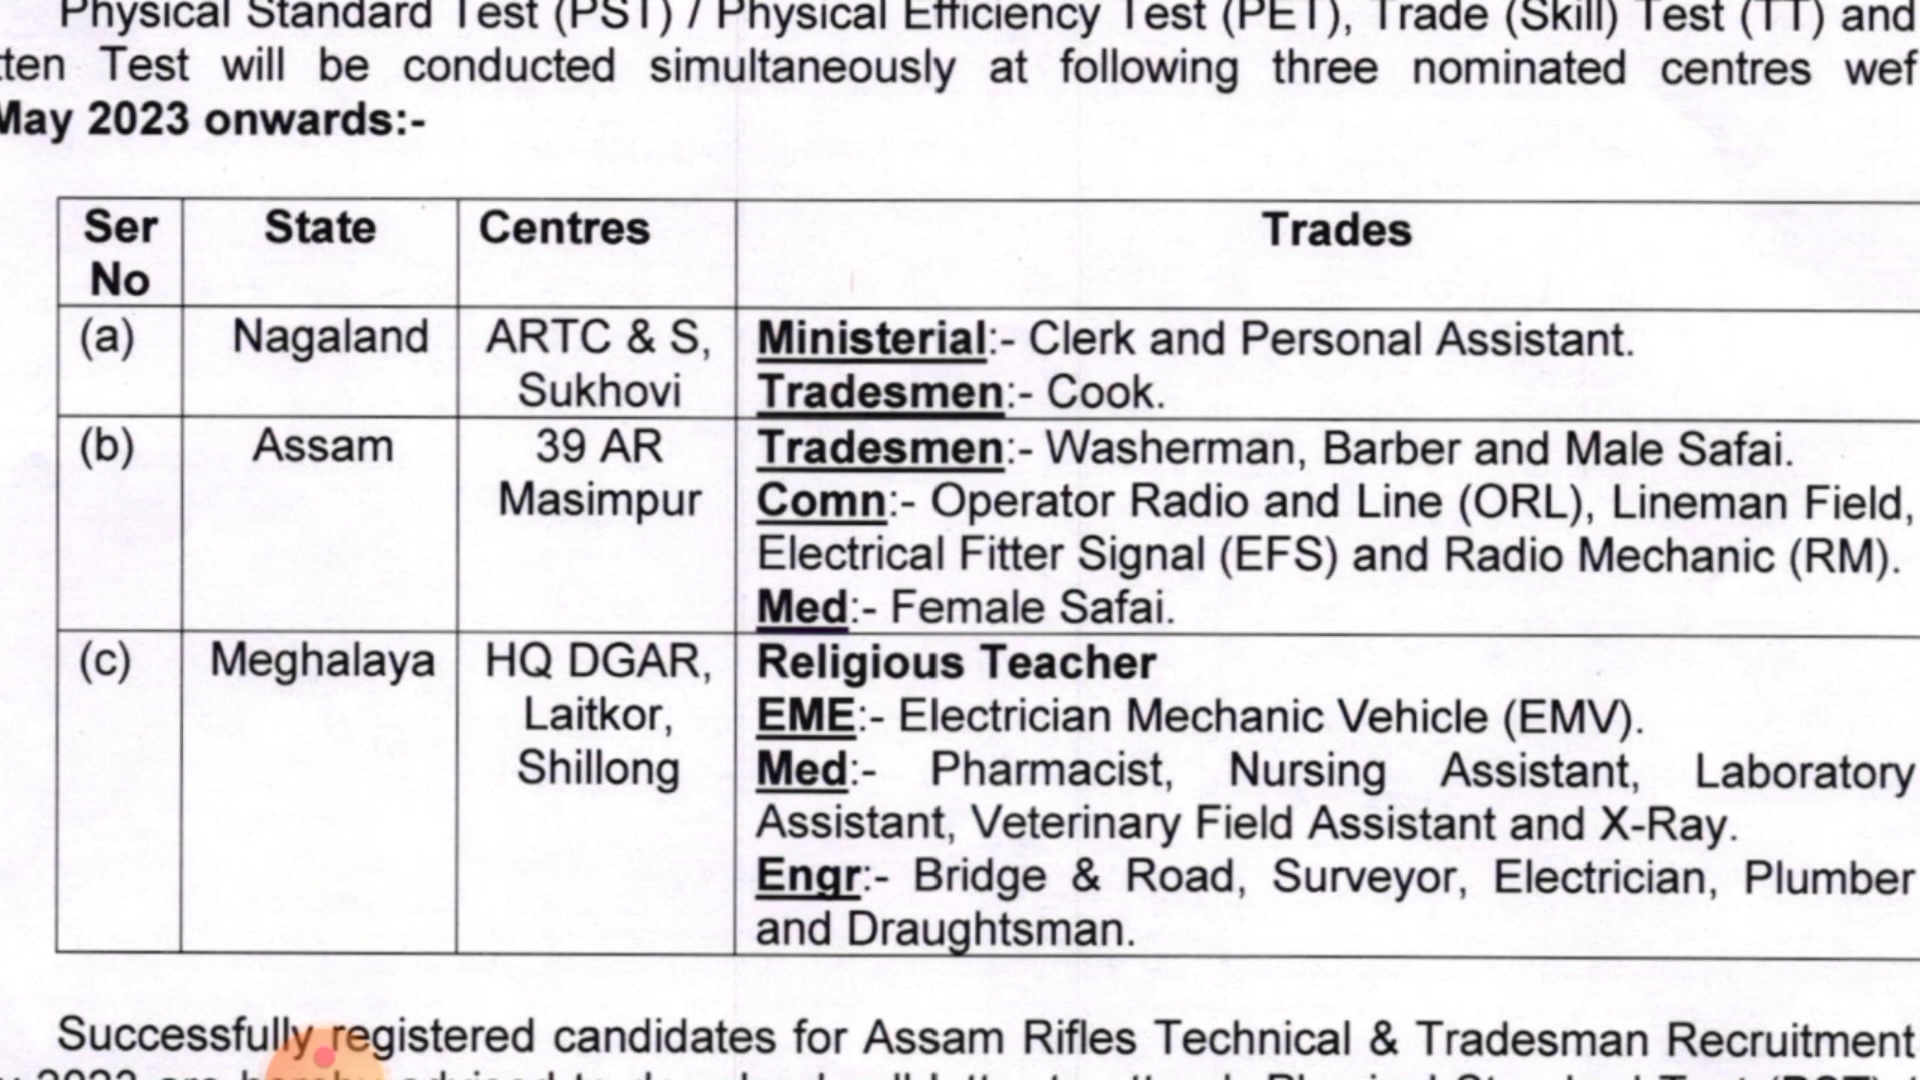 Physical Standard Test (PST) / Physical Efficiency Test (PET), Trade (Skill) Test (TT) and
tten Test will be conducted simultaneously at following three nominated centres wef
May 2023 onwards:-
Ser No State Centres Trades
(a) Nagaland ARTC & S, Sukhovi
Ministerial:- Clerk and Personal Assistant.
Tradesmen:- Cook.
(b) Assam 39 AR Masimpur
Tradesmen:- Washerman, Barber and Male Safai.
Comn:- Operator Radio and Line (ORL), Lineman Field,
Electrical Fitter Signal (EFS) and Radio Mechanic (RM).
Med:- Female Safai.
(c) Meghalaya HQ DGAR, Laitkor, Shillong
Religious Teacher
EME:- Electrician Mechanic Vehicle (EMV).
Med:- Pharmacist, Nursing Assistant, Laboratory
Assistant, Veterinary Field Assistant and X-Ray.
Engr:- Bridge & Road, Surveyor, Electrician, Plumber
and Draughtsman.
Successfully registered candidates for Assam Rifles Technical & Tradesman Recruitment